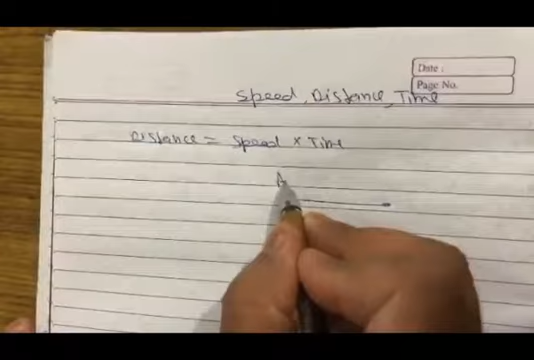 Date :
Page No.
Speed, Distance, Time
Distance = Speed × Time
A